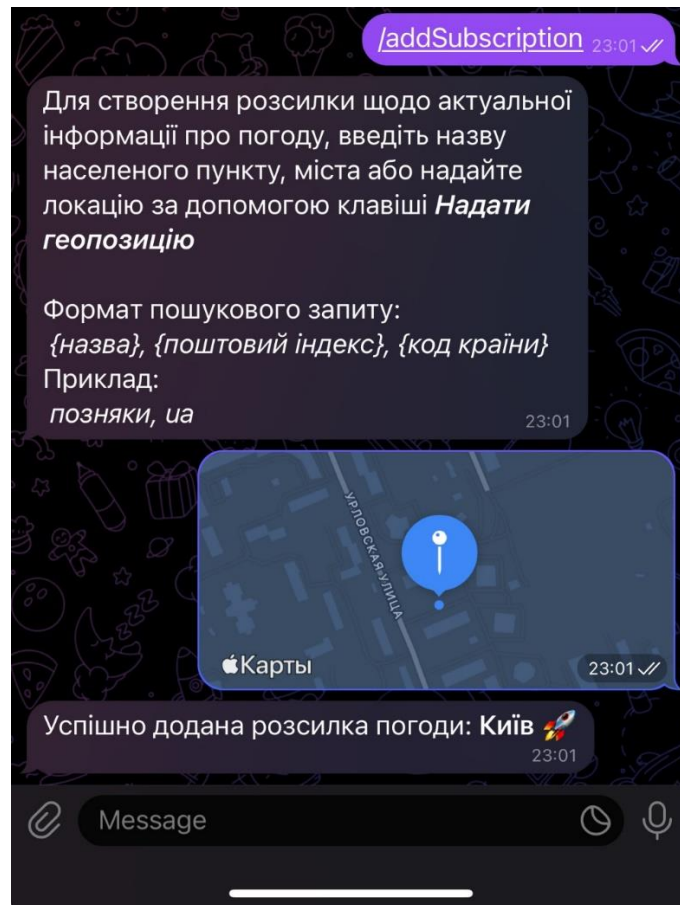 /addSubscription 23:01
Для створення розсилки щодо актуальної
інформації про погоду, введіть назву
населеного пункту, міста або надайте
локацію за допомогою клавіші Надати
геопозицію
Формат пошукового запиту:
{назва}, {поштовий індекс}, {код країни}
Приклад:
позняки, ua
23:01
УРЛОВСКАЯ УЛИЦА
Карты
23:01
Успішно додана розсилка погоди: Київ 🚀
23:01
Message